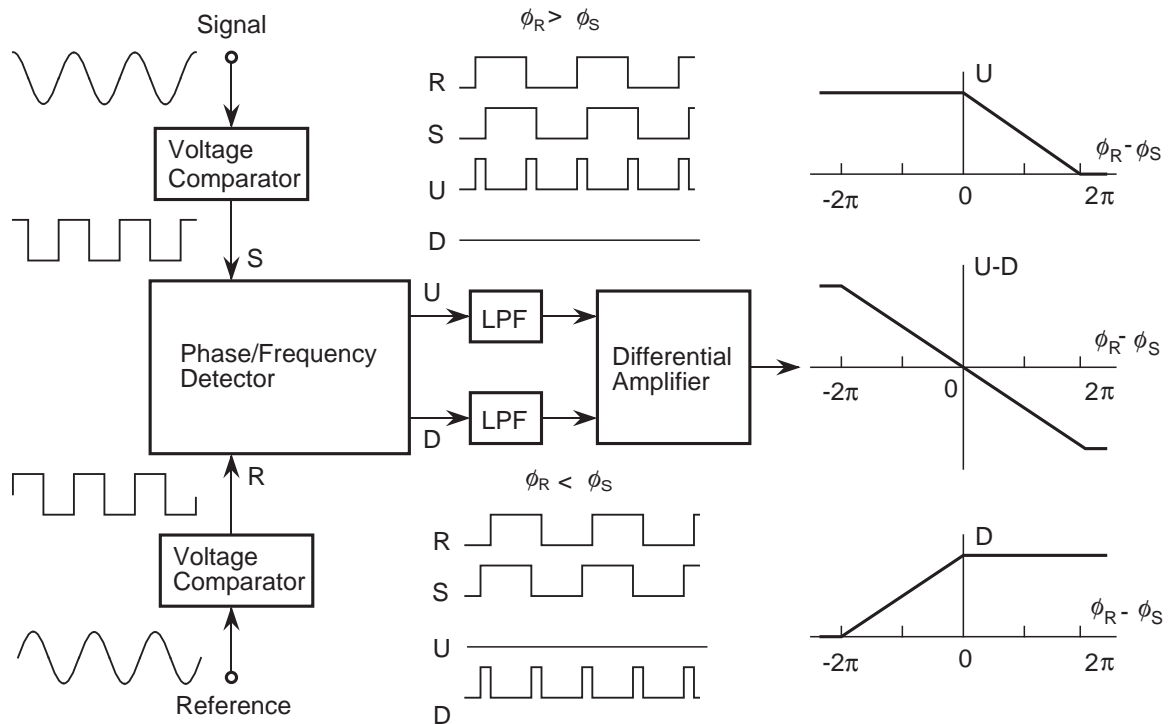 Signal
Voltage
Comparator
S
Phase/Frequency
Detector
R
Voltage
Comparator
Reference
U
D
LPF
LPF
Differential
Amplifier
ϕR > ϕS
R
S
U
D
ϕR < ϕS
R
S
U
D
U
ϕR - ϕS
-2π
0
2π
U-D
ϕR - ϕS
-2π
0
2π
D
ϕR - ϕS
-2π
0
2π